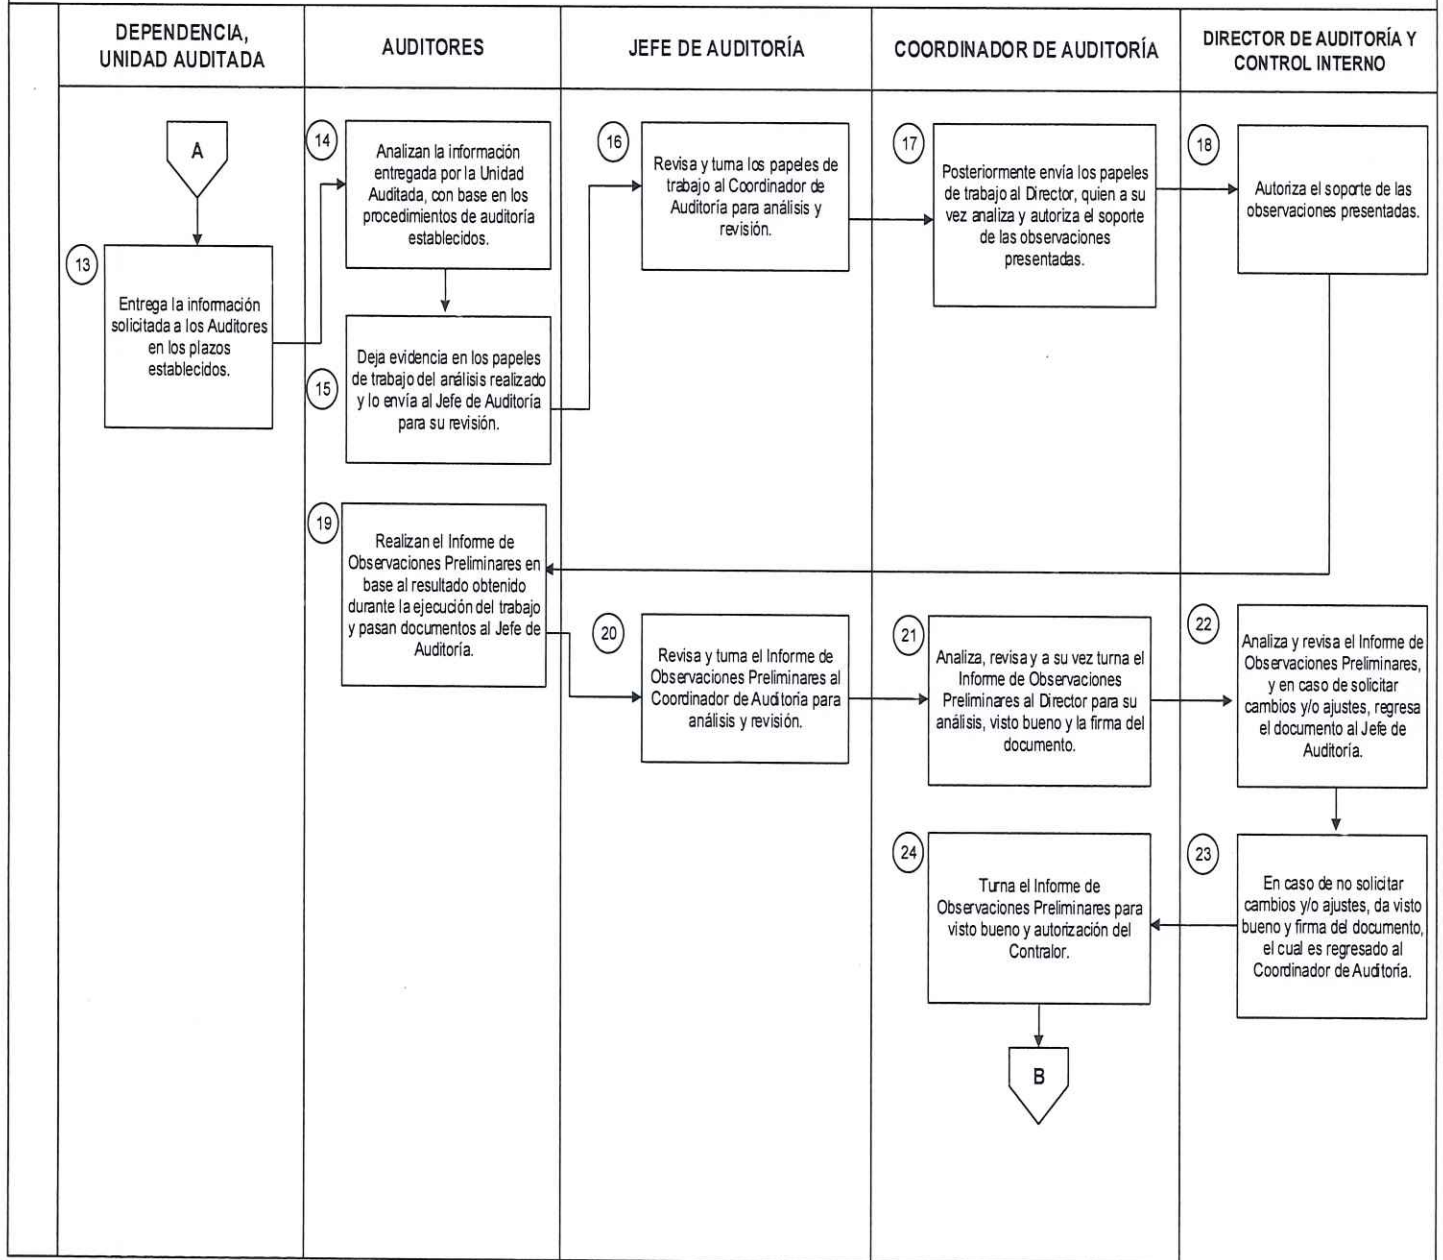 DEPENDENCIA,
UNIDAD AUDITADA
AUDITORES
JEFE DE AUDITORÍA
COORDINADOR DE AUDITORÍA
DIRECTOR DE AUDITORÍA Y
CONTROL INTERNO
A
13
Entrega la información
solicitada a los Auditores
en los plazos
establecidos.
14
Analizan la información
entregada por la Unidad
Auditada, con base en los
procedimientos de auditoría
establecidos.
15
Deja evidencia en los papeles
de trabajo del análisis realizado
y lo envía al Jefe de Auditoría
para su revisión.
16
Revisa y turna los papeles de
trabajo al Coordinador de
Auditoría para análisis y
revisión.
17
Posteriormente envía los papeles
de trabajo al Director, quien a su
vez analiza y autoriza el soporte
de las observaciones
presentadas.
18
Autoriza el soporte de las
observaciones presentadas.
19
Realizan el Informe de
Observaciones Preliminares en
base al resultado obtenido
durante la ejecución del trabajo
y pasan documentos al Jefe de
Auditoría.
20
Revisa y turna el Informe de
Observaciones Preliminares al
Coordinador de Auditoría para
análisis y revisión.
21
Analiza, revisa y a su vez turna el
Informe de Observaciones
Preliminares al Director para su
análisis, visto bueno y la firma del
documento.
22
Analiza y revisa el Informe de
Observaciones Preliminares,
y en caso de solicitar
cambios y/o ajustes, regresa
el documento al Jefe de
Auditoría.
23
En caso de no solicitar
cambios y/o ajustes, da visto
bueno y firma del documento,
el cual es regresado al
Coordinador de Auditoría.
24
Turna el Informe de
Observaciones Preliminares para
visto bueno y autorización del
Contralor.
B